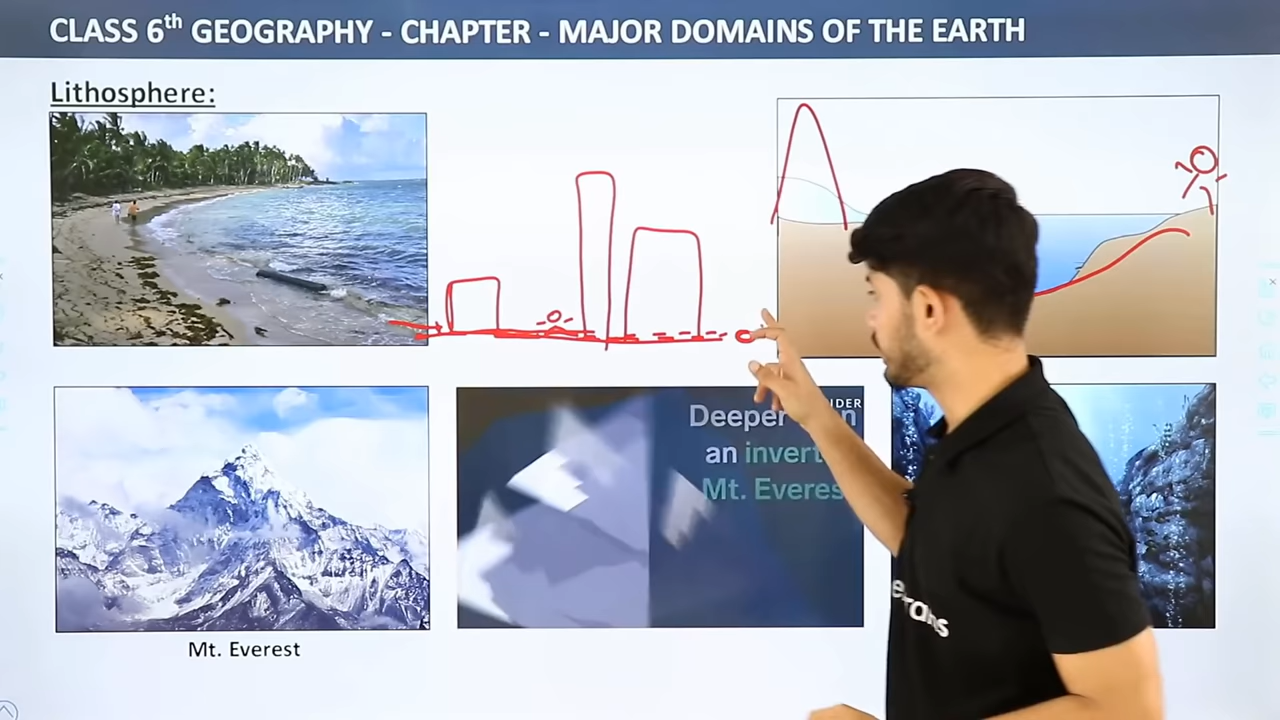 CLASS 6th GEOGRAPHY - CHAPTER - MAJOR DOMAINS OF THE EARTH
Lithosphere:
Deeper
an invert
Mt. Everes
Mt. Everest